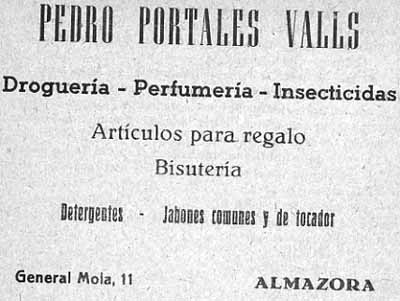 PEDRO PORTALES VALLS
Droguería - Perfumería - Insecticidas
Artículos para regalo
Bisutería
Detergentes - Jabones comunes y de tocador
General Mola, 11 ALMAZORA